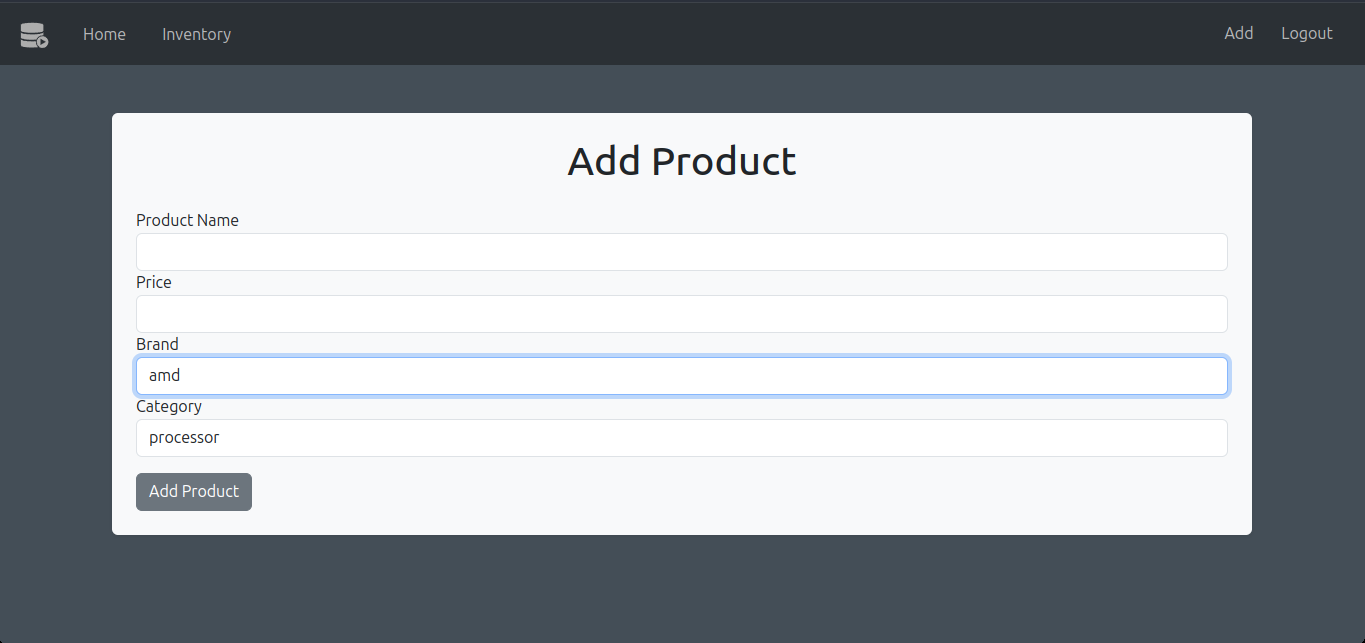 Home Inventory Add Logout
Add Product
Product Name
Price
Brand
amd
Category
processor
Add Product